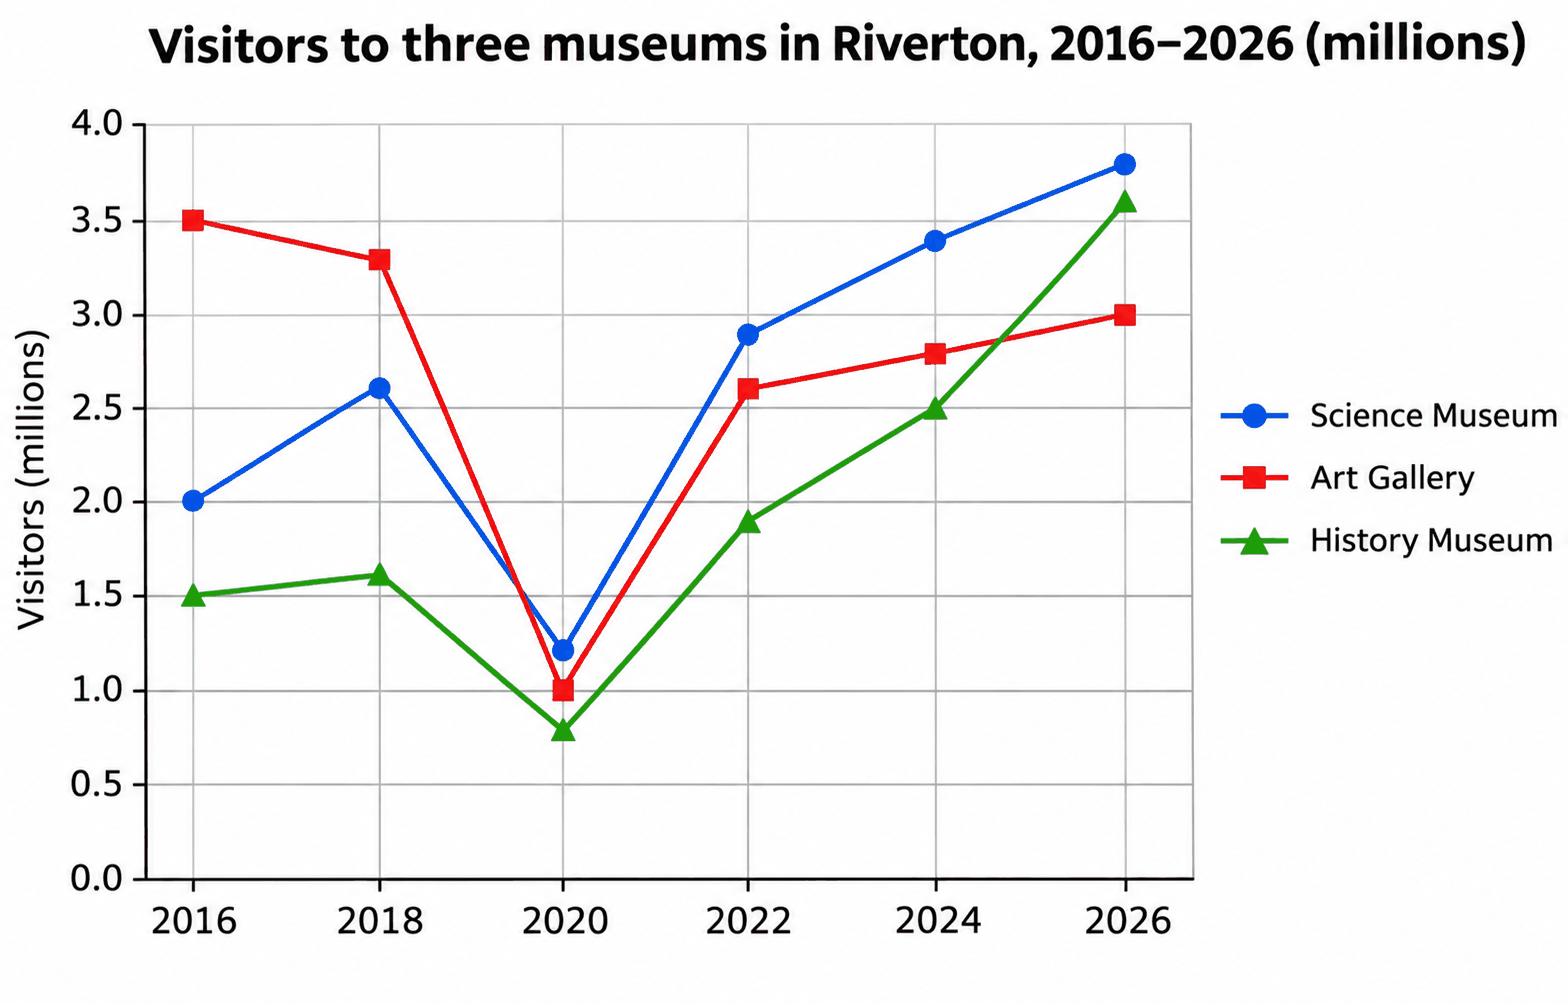 Visitors to three museums in Riverton, 2016–2026 (millions)
Visitors (millions)
4.0
3.5
3.0
2.5
2.0
1.5
1.0
0.5
0.0
2016 2018 2020 2022 2024 2026
Science Museum
Art Gallery
History Museum